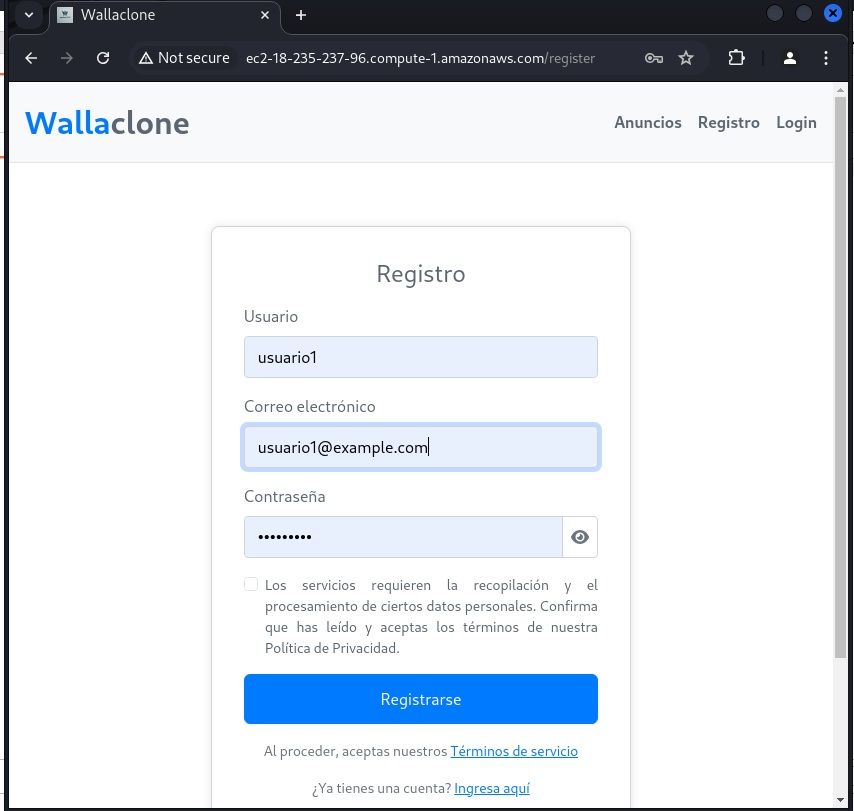 Wallaclone
Not secure ec2-18-235-237-96.compute-1.amazonaws.com/register
Wallaclone
Anuncios Registro Login
Registro
Usuario
usuario1
Correo electrónico
usuario1@example.com
Contraseña
•••••••••
Los servicios requieren la recopilación y el
procesamiento de ciertos datos personales. Confirma
que has leído y aceptas los términos de nuestra
Política de Privacidad.
Registrarse
Al proceder, aceptas nuestros Términos de servicio
¿Ya tienes una cuenta? Ingresa aquí